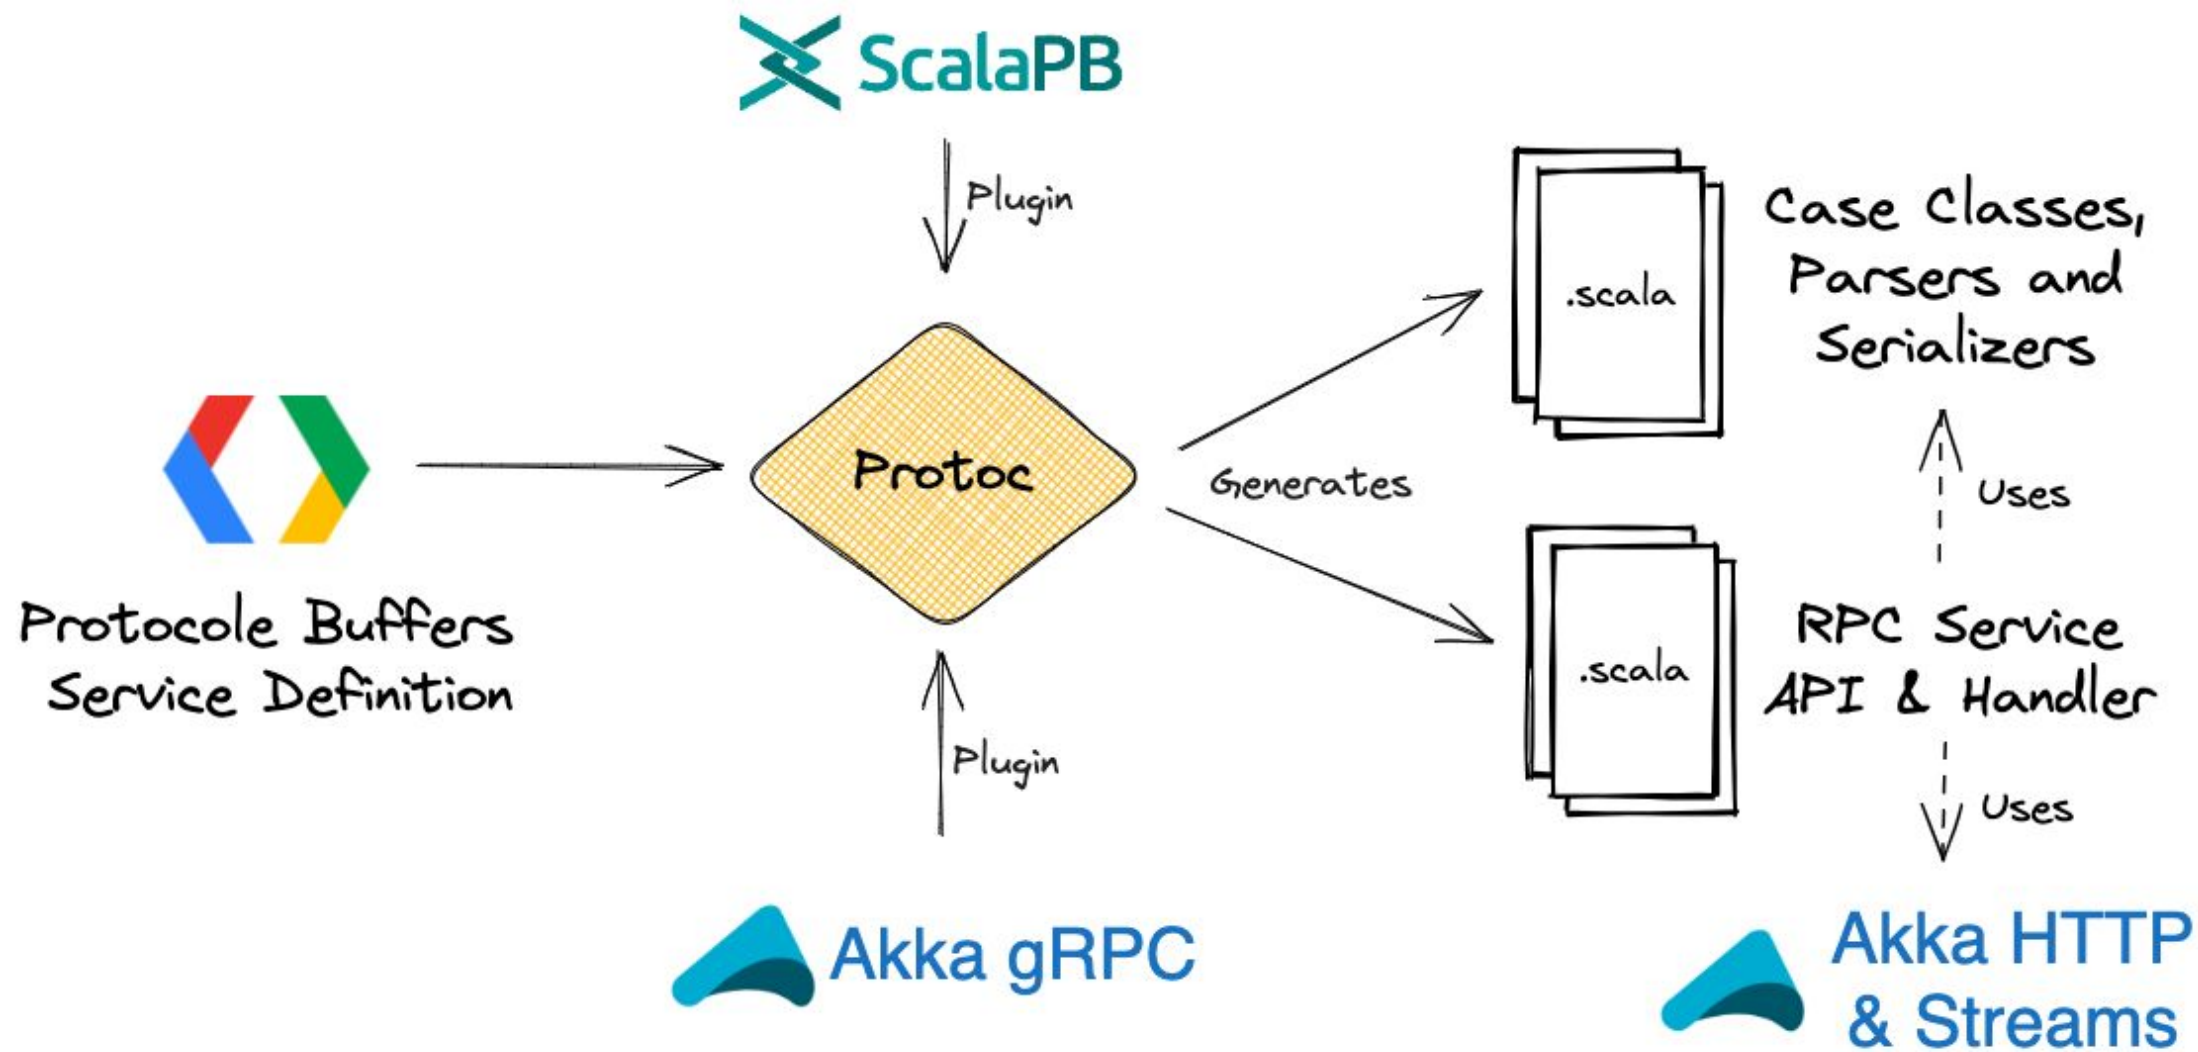 ScalaPB
Plugin
Case Classes,
Parsers and
Serializers
.scala
Protoc
Generates
Uses
Protocole Buffers
Service Definition
.scala
RPC Service
API & Handler
Plugin
Uses
Akka gRPC
Akka HTTP
& Streams